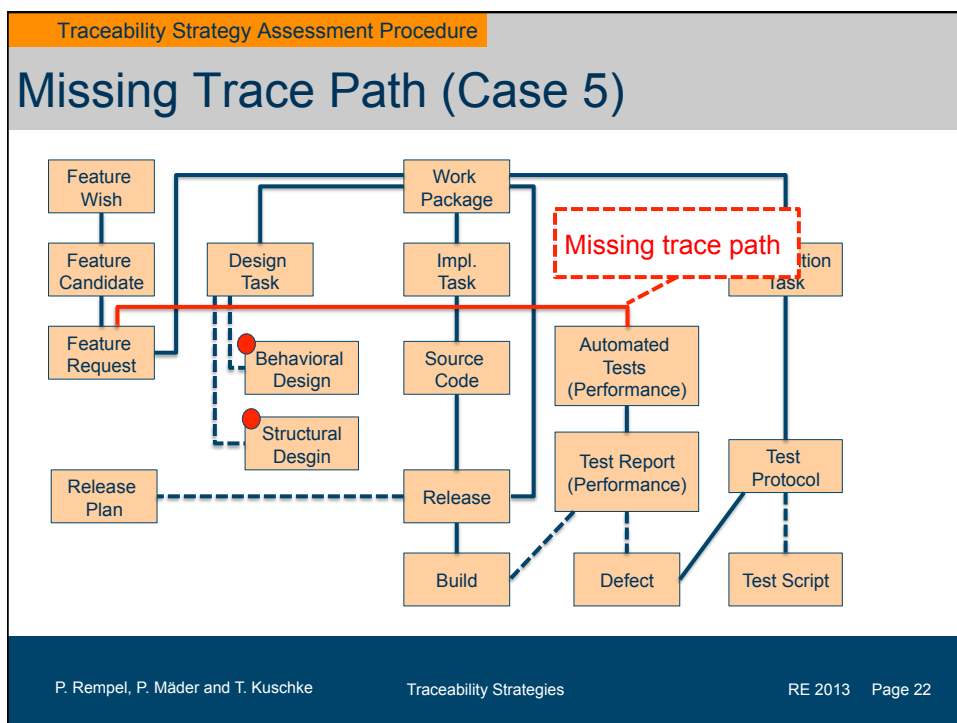 Traceability Strategy Assessment Procedure
Missing Trace Path (Case 5)
Feature
Wish
Work
Package
Missing trace path
Feature
Candidate
Design
Task
Impl.
Task
Task
Feature
Request
Behavioral
Design
Source
Code
Automated
Tests
(Performance)
Structural
Desgin
Release
Plan
Release
Test Report
(Performance)
Test
Protocol
Build
Defect
Test Script
P. Rempel, P. Mäder and T. Kuschke
Traceability Strategies
RE 2013 Page 22